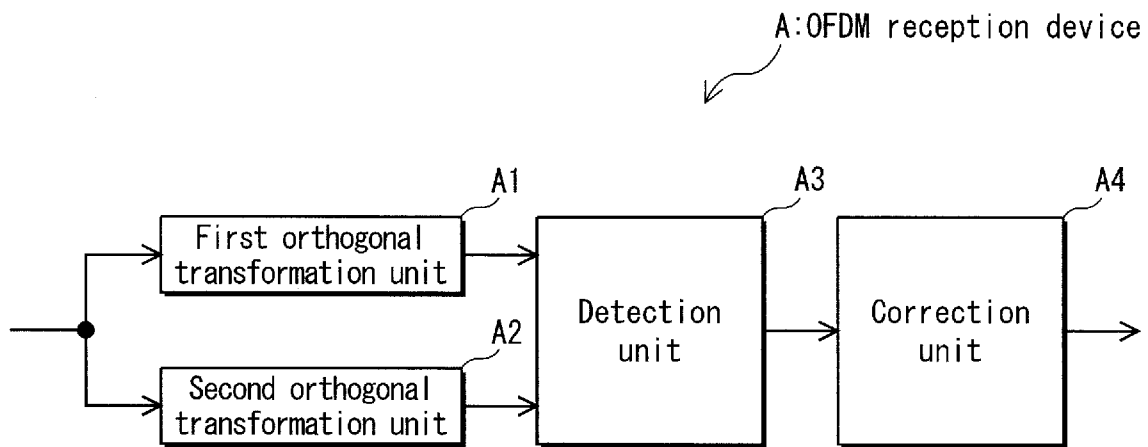 A:OFDM reception device
A1
First orthogonal
transformation unit
A2
Second orthogonal
transformation unit
A3
Detection
unit
A4
Correction
unit